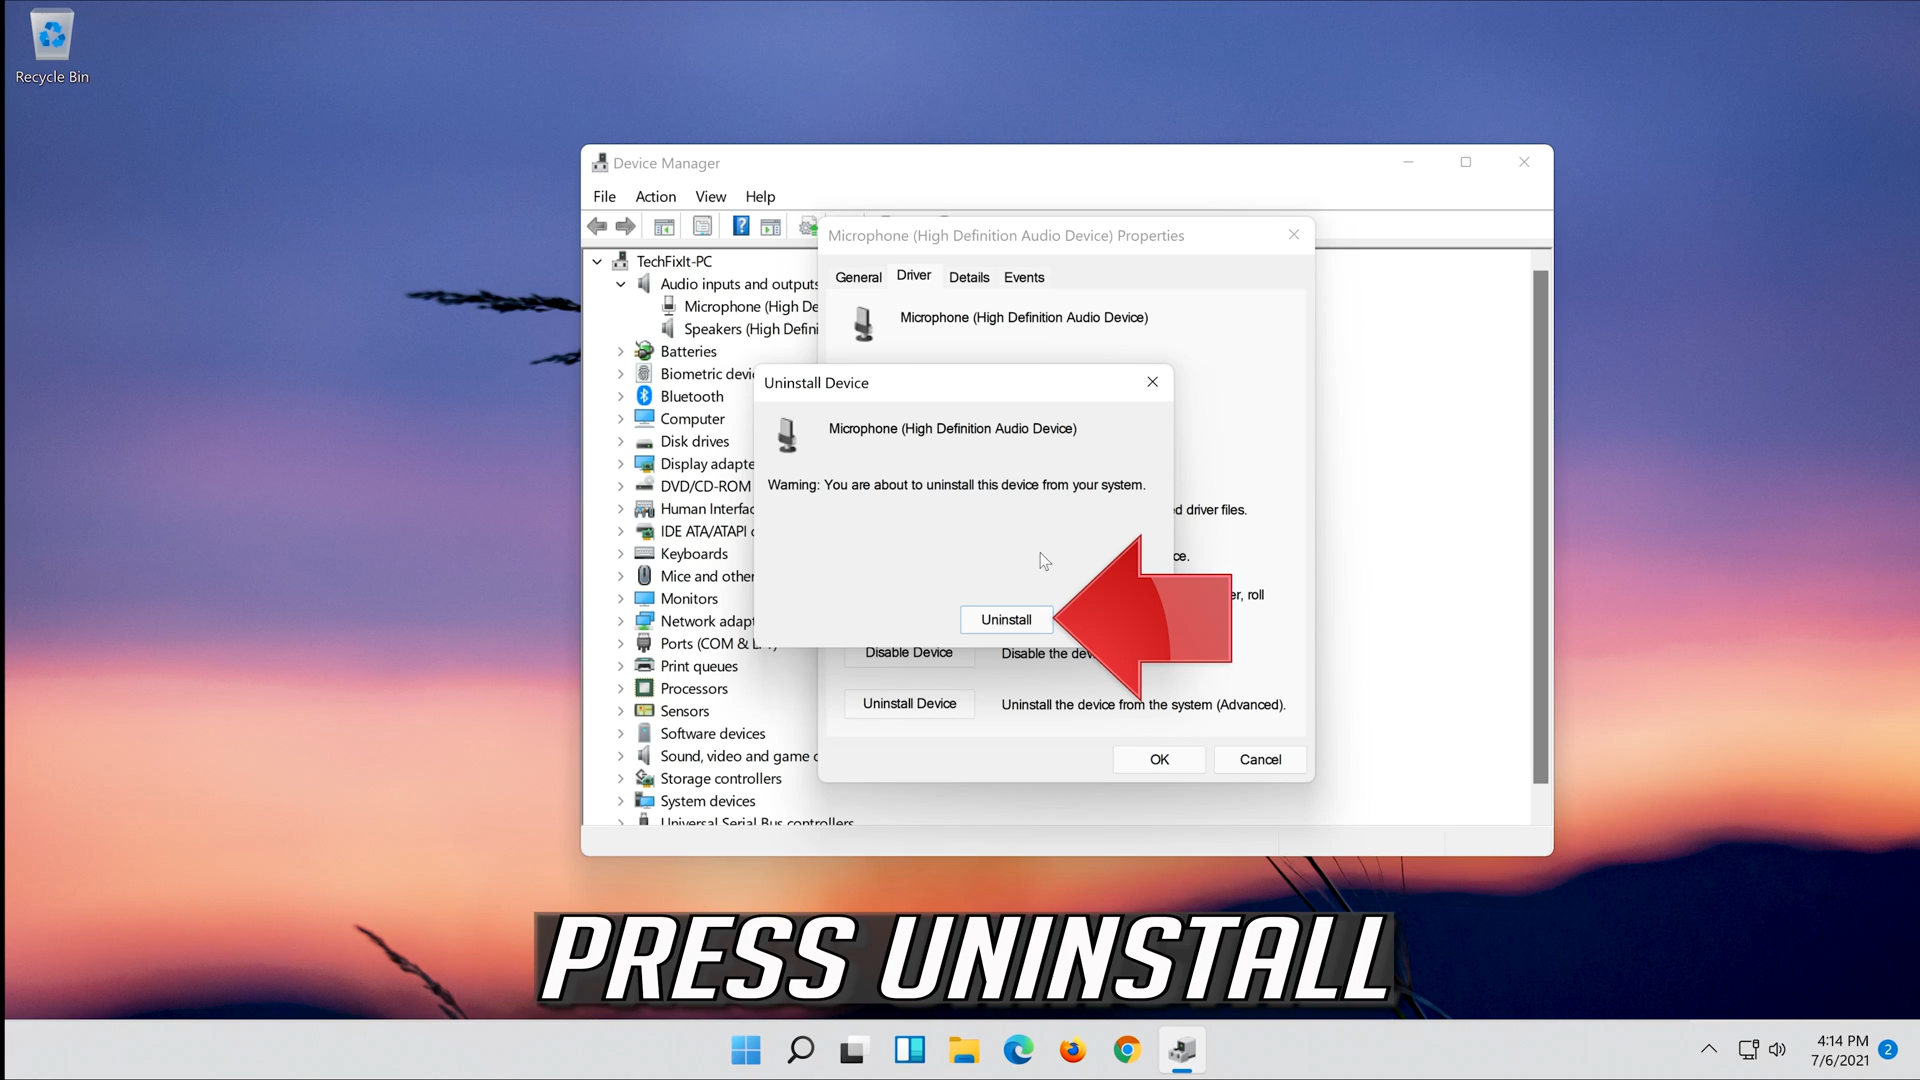 Recycle Bin
Device Manager
File Action View Help
TechFixIt-PC
Audio inputs and outputs
Microphone (High De
Speakers (High Defini
Batteries
Biometric devi
Bluetooth
Computer
Disk drives
Display adapte
DVD/CD-ROM
Human Interfac
IDE ATA/ATAPI c
Keyboards
Mice and other
Monitors
Network adapt
Ports (COM &
Print queues
Processors
Sensors
Software devices
Sound, video and game c
Storage controllers
System devices
Universal Serial Bus controllers
Microphone (High Definition Audio Device) Properties
General Driver Details Events
Microphone (High Definition Audio Device)
d driver files.
ce.
er, roll
Disable Device Disable the dev
Uninstall Device Uninstall the device from the system (Advanced).
OK Cancel
Uninstall Device
Microphone (High Definition Audio Device)
Warning: You are about to uninstall this device from your system.
Uninstall
PRESS UNINSTALL
4:14 PM
7/6/2021
2